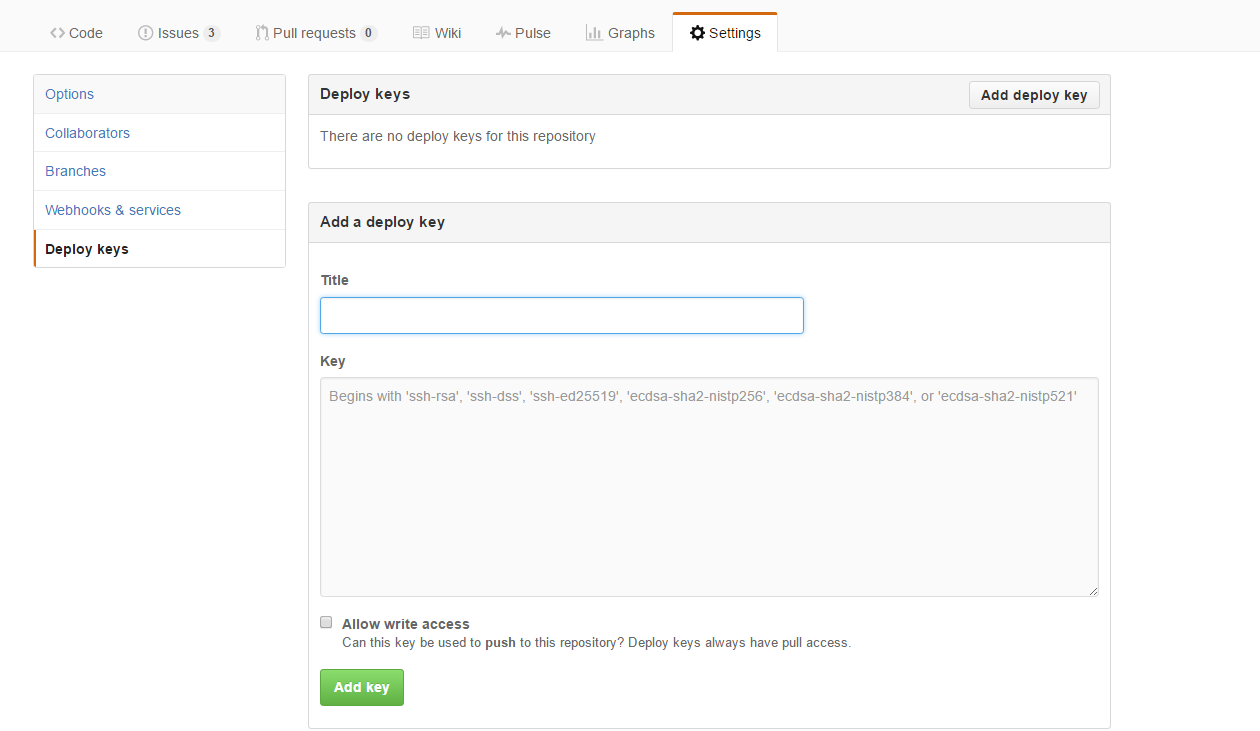 Code Issues 3 Pull requests 0 Wiki Pulse Graphs Settings
Options
Collaborators
Branches
Webhooks & services
Deploy keys
Deploy keys Add deploy key
There are no deploy keys for this repository
Add a deploy key
Title
Key
Begins with 'ssh-rsa', 'ssh-dss', 'ssh-ed25519', 'ecdsa-sha2-nistp256', 'ecdsa-sha2-nistp384', or 'ecdsa-sha2-nistp521'
Allow write access
Can this key be used to push to this repository? Deploy keys always have pull access.
Add key